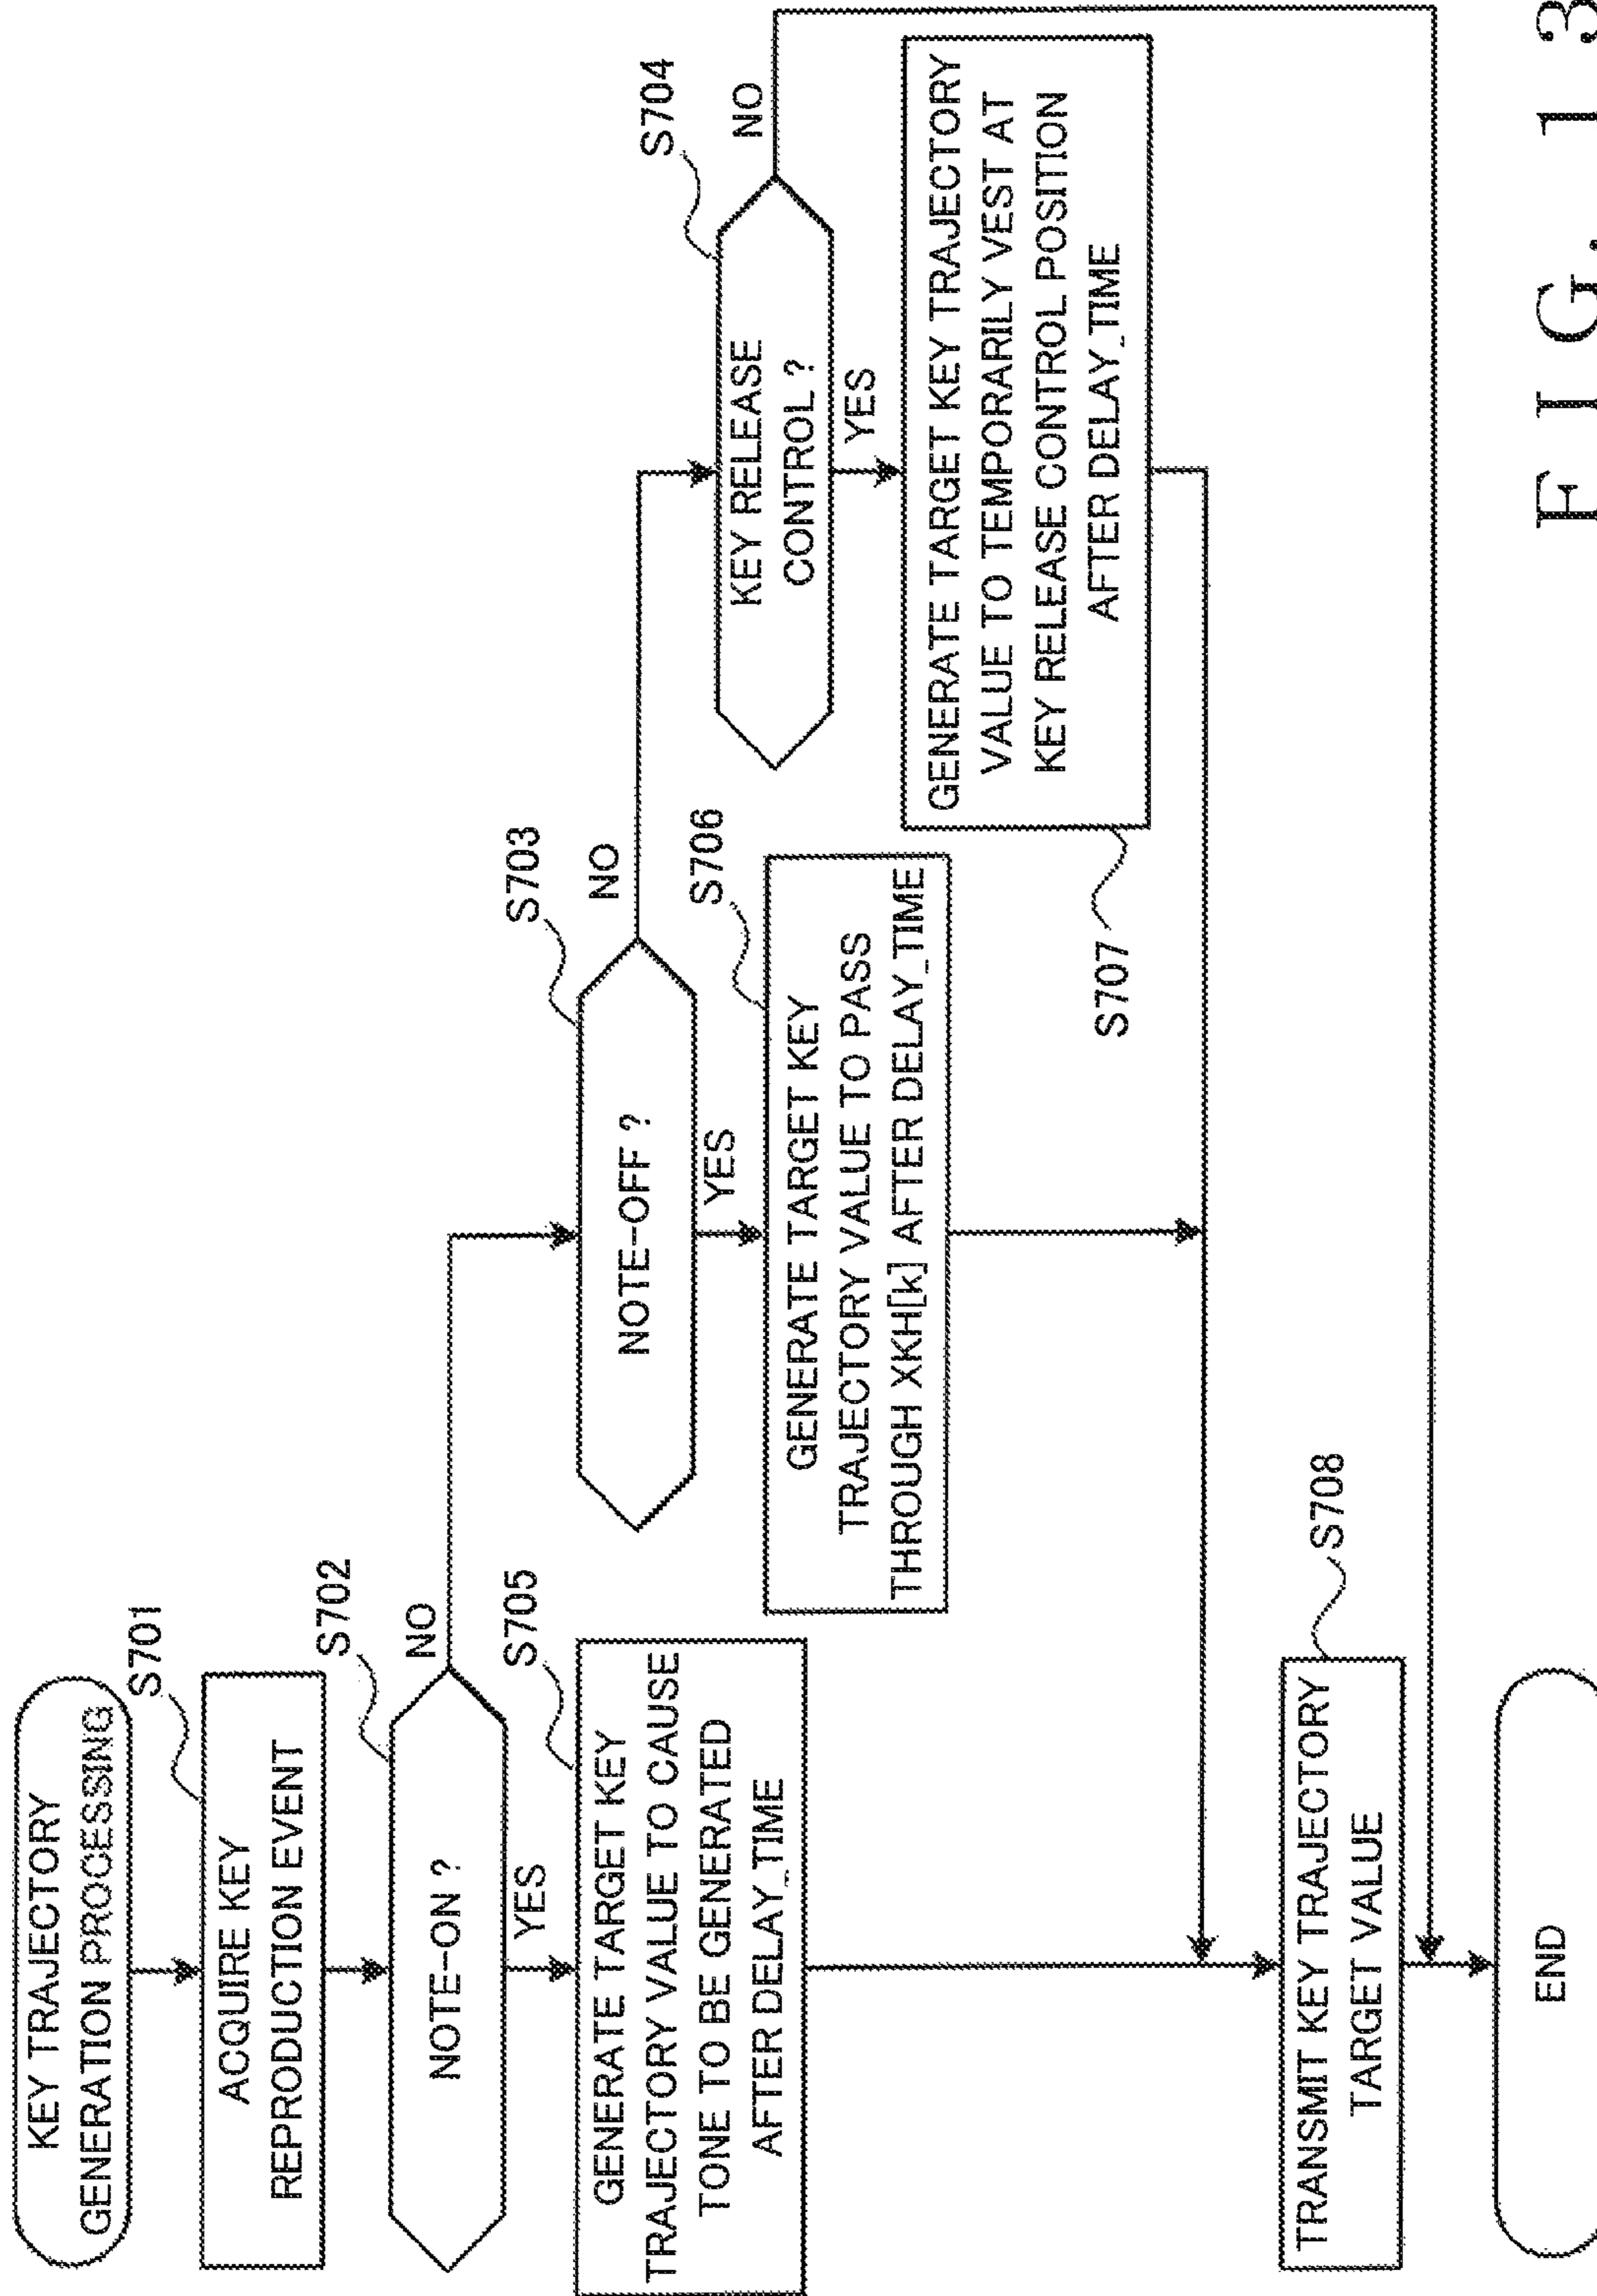 KEY TRAJECTORY
GENERATION PROCESSING
S701
ACQUIRE KEY
REPRODUCTION EVENT
S702
NOTE-ON ?
NO
YES
S705
GENERATE TARGET KEY
TRAJECTORY VALUE TO CAUSE
TONE TO BE GENERATED
AFTER DELAY_TIME
S703
NOTE-OFF ?
NO
YES
S706
GENERATE TARGET KEY
TRAJECTORY VALUE TO PASS
THROUGH XKH[k] AFTER DELAY_TIME
S704
KEY RELEASE
CONTROL ?
NO
YES
GENERATE TARGET KEY TRAJECTORY
VALUE TO TEMPORARILY VEST AT
KEY RELEASE CONTROL POSITION
AFTER DELAY_TIME
S707
S708
TRANSMIT KEY TRAJECTORY
TARGET VALUE
END
FIG. 13